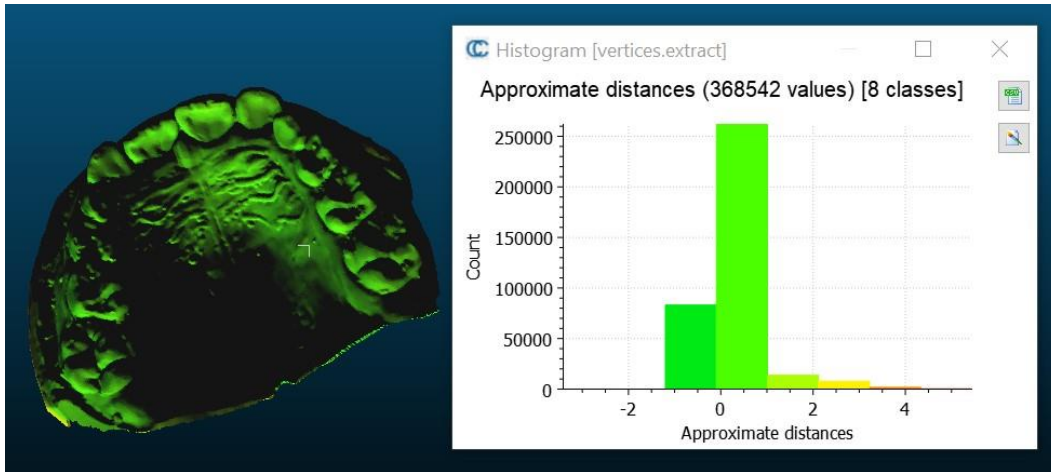 Histogram [vertices.extract]
Approximate distances (368542 values) [8 classes]
CSV
250000
200000
150000
100000
50000
0
Count
-2 0 2 4
Approximate distances